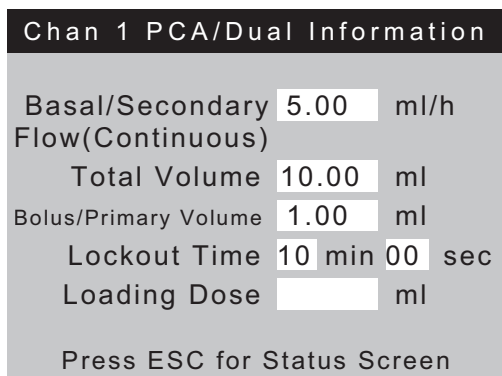 Chan 1 PCA/Dual Information
Basal/Secondary 5.00 ml/h
Flow(Continuous)
Total Volume 10.00 ml
Bolus/Primary Volume 1.00 ml
Lockout Time 10 min 00 sec
Loading Dose ml
Press ESC for Status Screen